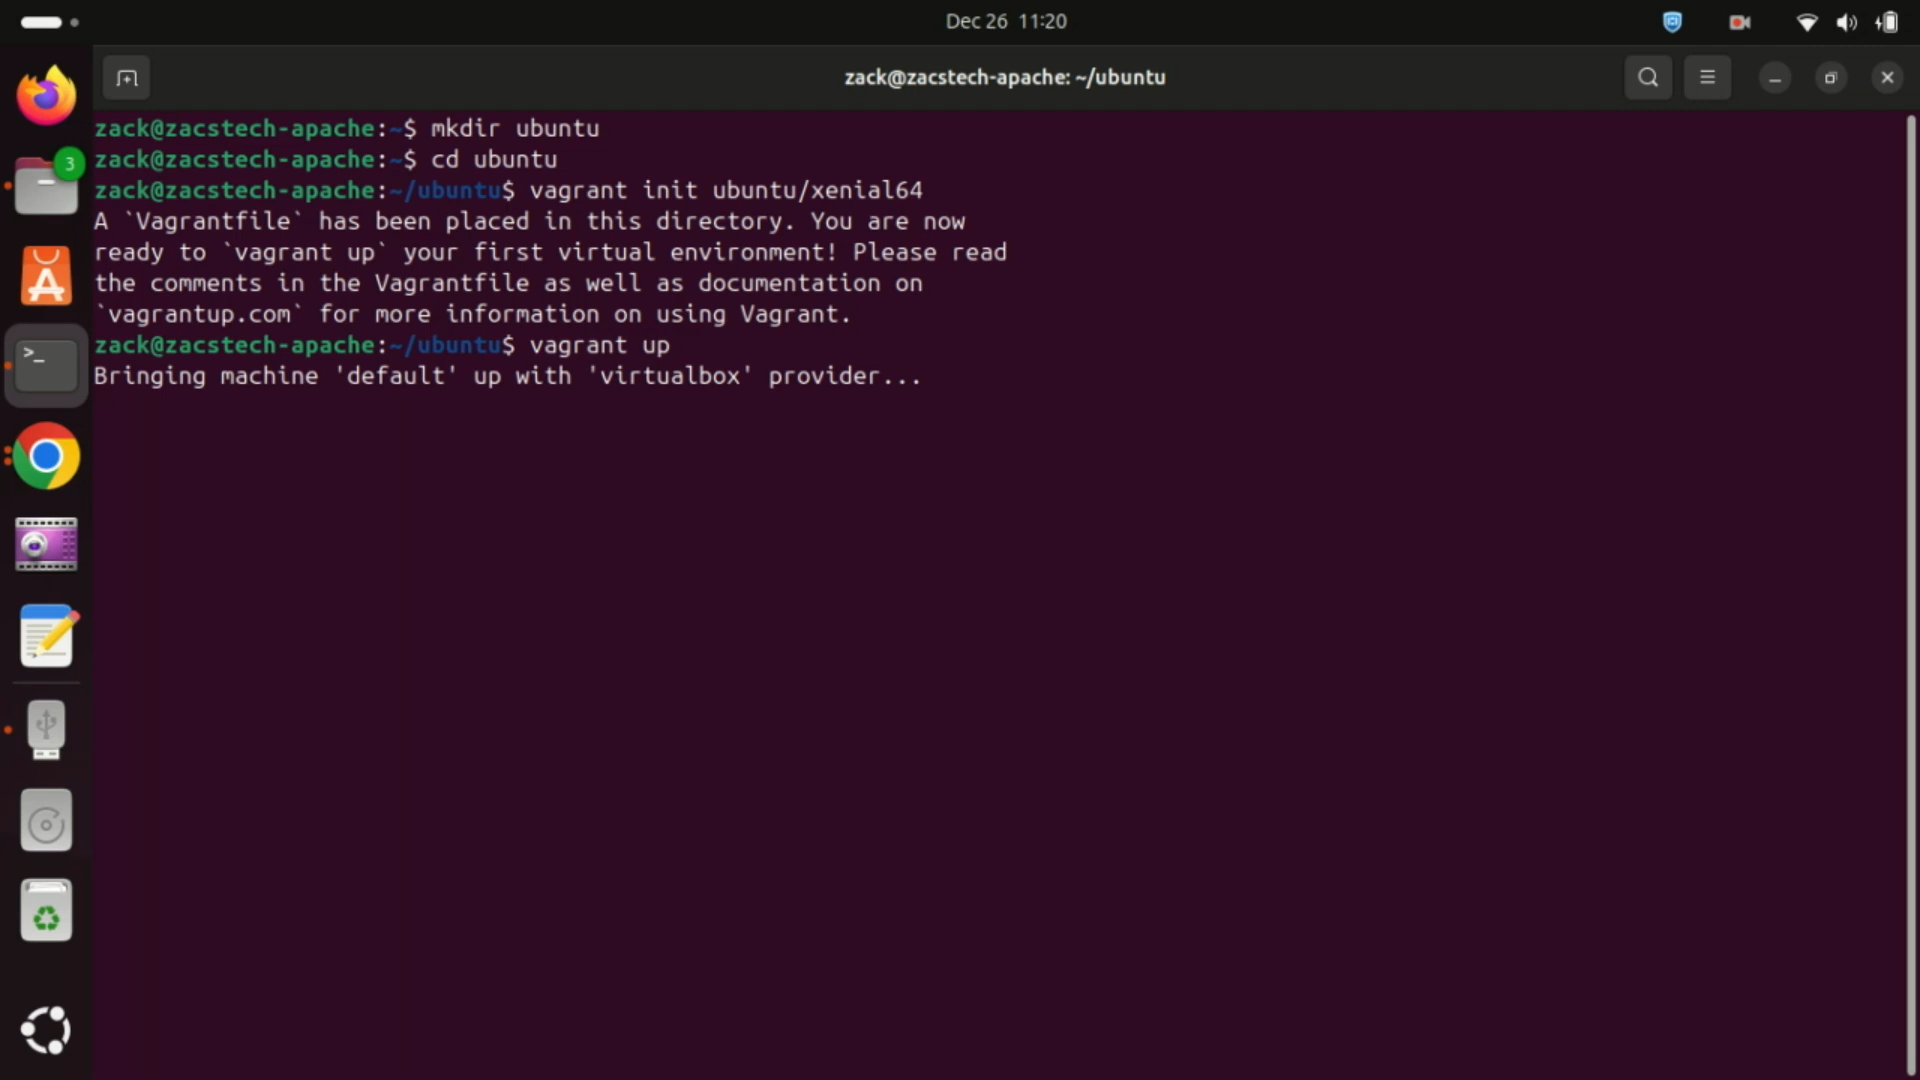 Dec 26 11:20
zack@zacstech-apache: ~/ubuntu
3
zack@zacstech-apache:~$ mkdir ubuntu
zack@zacstech-apache:~$ cd ubuntu
zack@zacstech-apache:~/ubuntu$ vagrant init ubuntu/xenial64
A `Vagrantfile` has been placed in this directory. You are now
ready to `vagrant up` your first virtual environment! Please read
the comments in the Vagrantfile as well as documentation on
`vagrantup.com` for more information on using Vagrant.
zack@zacstech-apache:~/ubuntu$ vagrant up
Bringing machine 'default' up with 'virtualbox' provider...